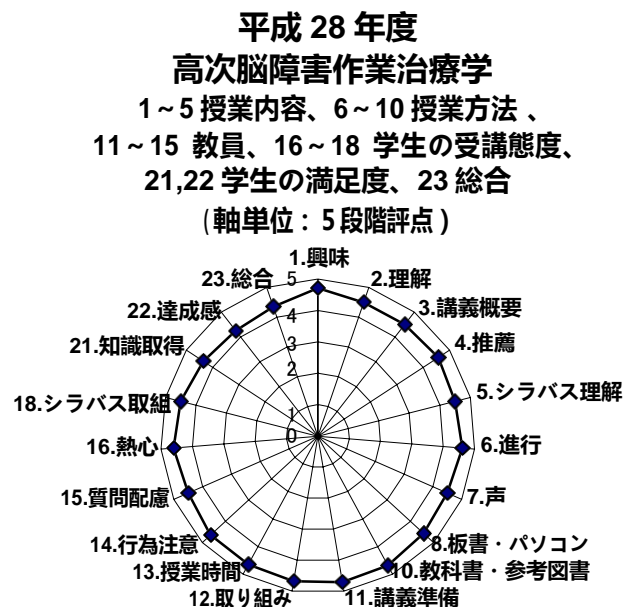 平成 28 年度
高次脳障害作業治療学
1～5 授業内容、6～10 授業方法 、
11～15 教員、16～18 学生の受講態度、
21,22 学生の満足度、23 総合
(軸単位：５段階評点)
1.興味
2.理解
3.講義概要
4.推薦
5.シラバス理解
6.進行
7.声
8.板書・パソコン
10.教科書・参考図書
11.講義準備
12.取り組み
13.授業時間
14.行為注意
15.質問配慮
16.熱心
18.シラバス取組
21.知識取得
22.達成感
23.総合
5
4
3
2
1
0